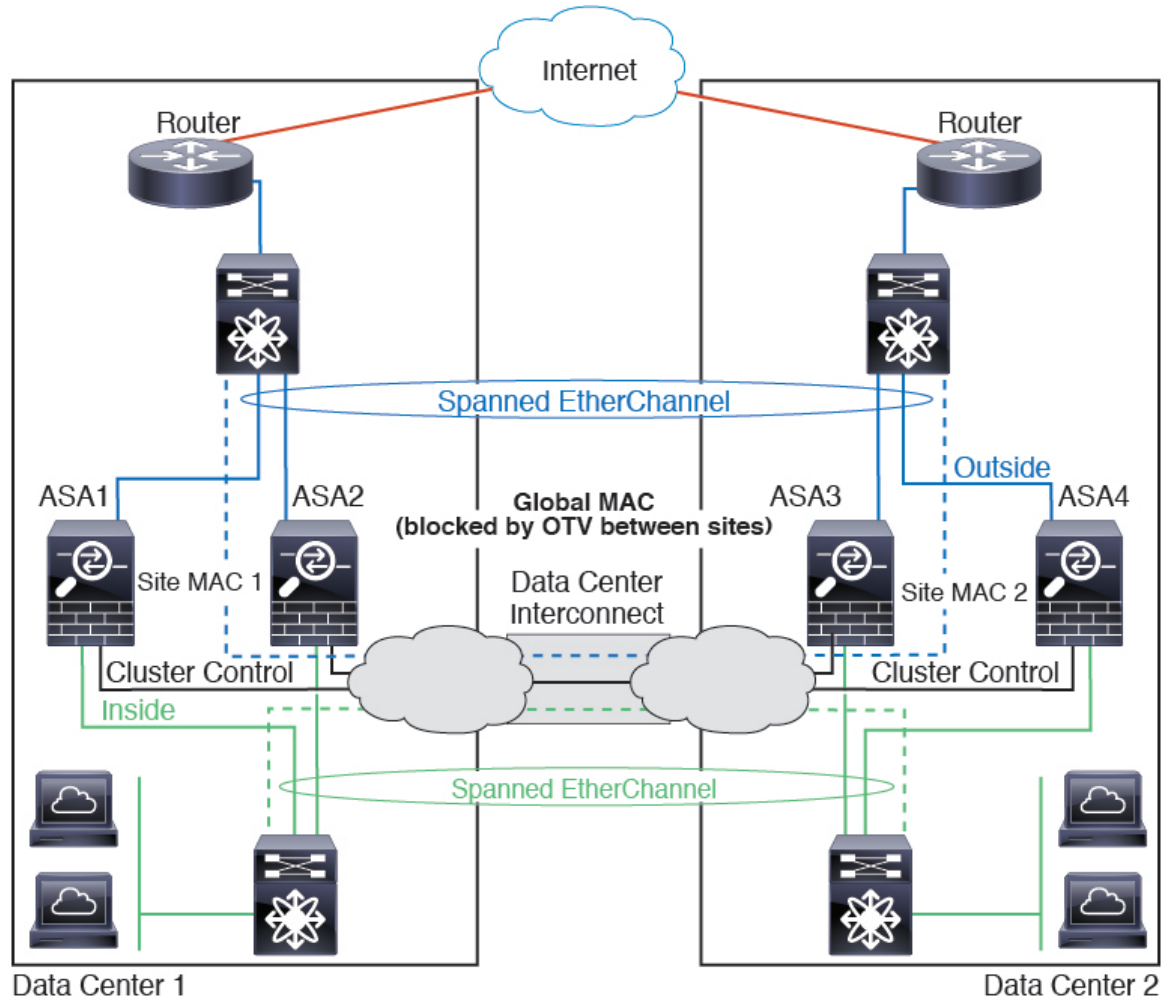 Internet
Router
Router
Spanned EtherChannel
Outside
ASA1
ASA2
Global MAC
(blocked by OTV between sites)
ASA3
ASA4
Site MAC 1
Data Center
Interconnect
Site MAC 2
Cluster Control
Cluster Control
Inside
Spanned EtherChannel
Data Center 1
Data Center 2